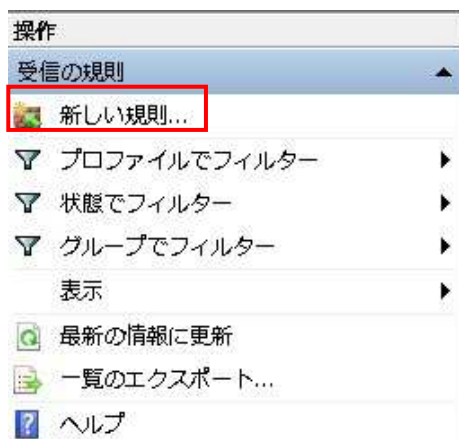 操作
受信の規則
新しい規則...
プロファイルでフィルター
状態でフィルター
グループでフィルター
表示
最新の情報に更新
一覧のエクスポート...
ヘルプ